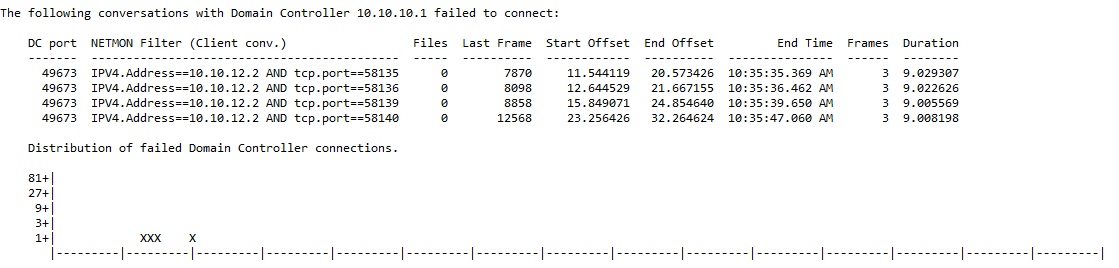 The following conversations with Domain Controller 10.10.10.1 failed to connect:
DC port  NETMON Filter (Client conv.)                  Files  Last Frame  Start Offset  End Offset         End Time  Frames  Duration
-------  --------------------------------------------  -----  ----------  ------------  ----------  ---------------  ------  --------
  49673  IPV4.Address==10.10.12.2 AND tcp.port==58135      0        7870     11.544119   20.573426  10:35:35.369 AM       3  9.029307
  49673  IPV4.Address==10.10.12.2 AND tcp.port==58136      0        8098     12.644529   21.667155  10:35:36.462 AM       3  9.022626
  49673  IPV4.Address==10.10.12.2 AND tcp.port==58139      0        8858     15.849071   24.854640  10:35:39.650 AM       3  9.005569
  49673  IPV4.Address==10.10.12.2 AND tcp.port==58140      0       12568     23.256426   32.264624  10:35:47.060 AM       3  9.008198
Distribution of failed Domain Controller connections.
81+|
27+|
 9+|
 3+|
 1+|            XXX    X
   |---------|---------|---------|---------|---------|---------|---------|---------|---------|---------|---------|---------|---------|---------|---------|